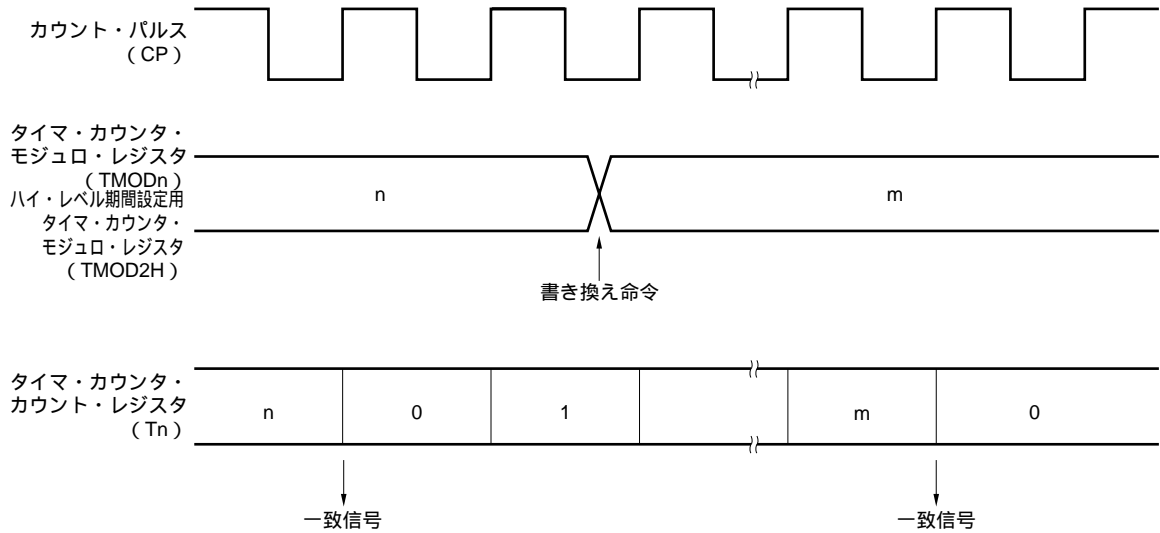 カウント・パルス
（CP）
タイマ・カウンタ・
モジュロ・レジスタ
（TMODn）
ハイ・レベル期間設定用
タイマ・カウンタ・
モジュロ・レジスタ
（TMOD2H）
n
m
書き換え命令
タイマ・カウンタ・
カウント・レジスタ
（Tn）
n 0 1 m 0
一致信号 一致信号